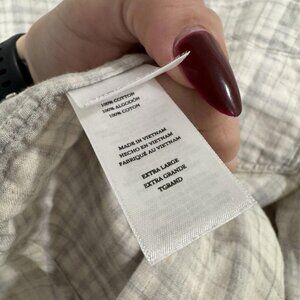 100% COTTON
100% ALGODÓN
100% COTON
MADE IN VIETNAM
HECHO EN VIETNAM
FABRIQUÉ AU VIETNAM
EXTRA LARGE
EXTRA GRANDE
TGRAND